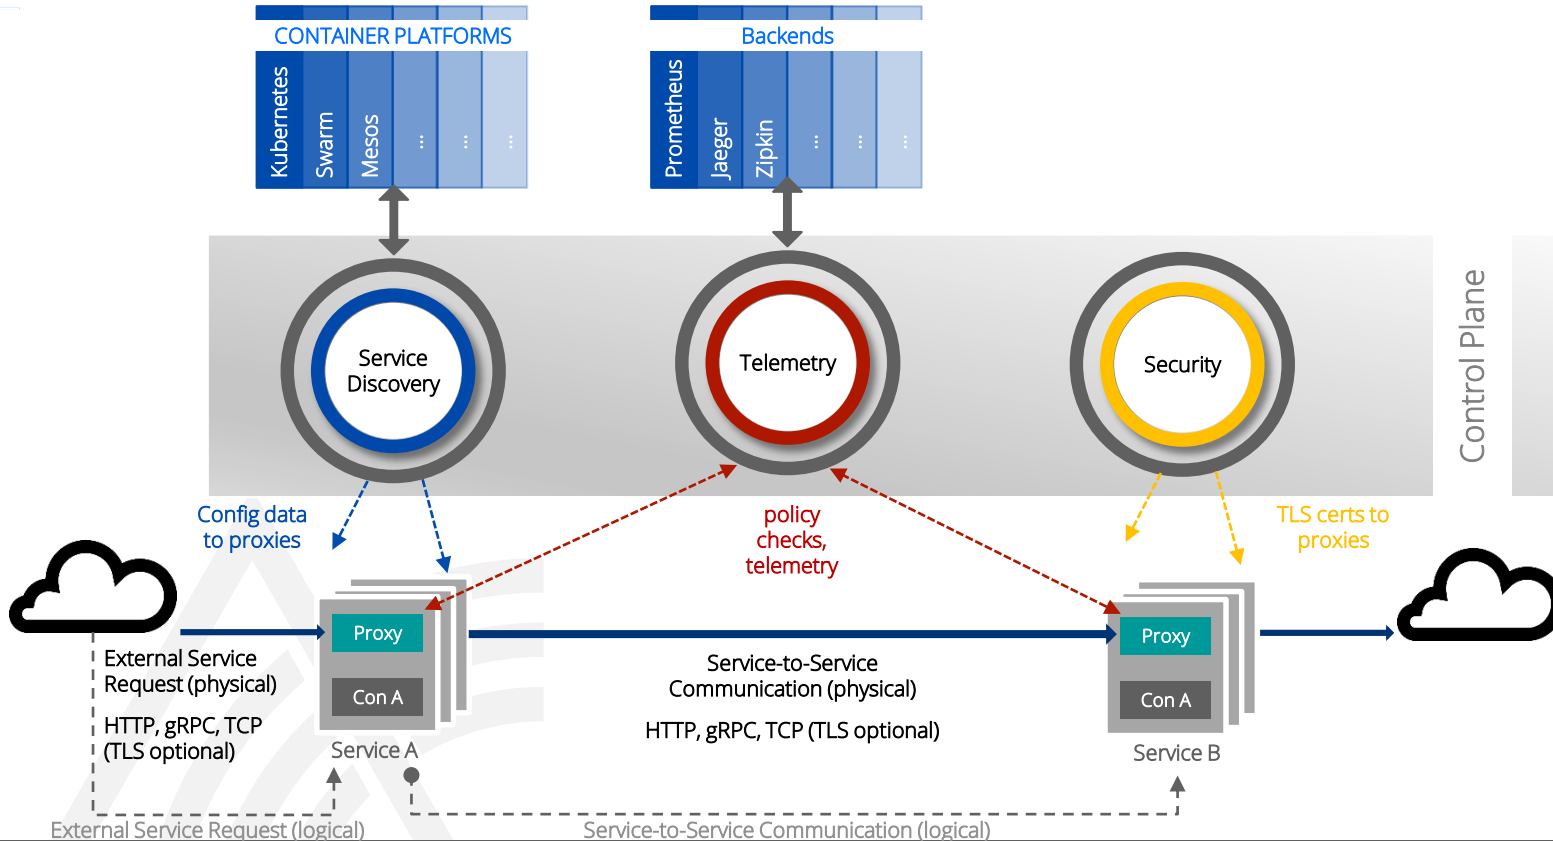 CONTAINER PLATFORMS
Backends
Kubernetes
Swarm
Mesos
...
...
...
Prometheus
Jaeger
Zipkin
...
...
...
Service
Discovery
Telemetry
Security
Control Plane
Config data
to proxies
policy
checks,
telemetry
TLS certs to
proxies
Proxy
Con A
Service A
External Service
Request (physical)
HTTP, gRPC, TCP
(TLS optional)
Service-to-Service
Communication (physical)
HTTP, gRPC, TCP (TLS optional)
Proxy
Con A
Service B
External Service Request (logical)
Service-to-Service Communication (logical)